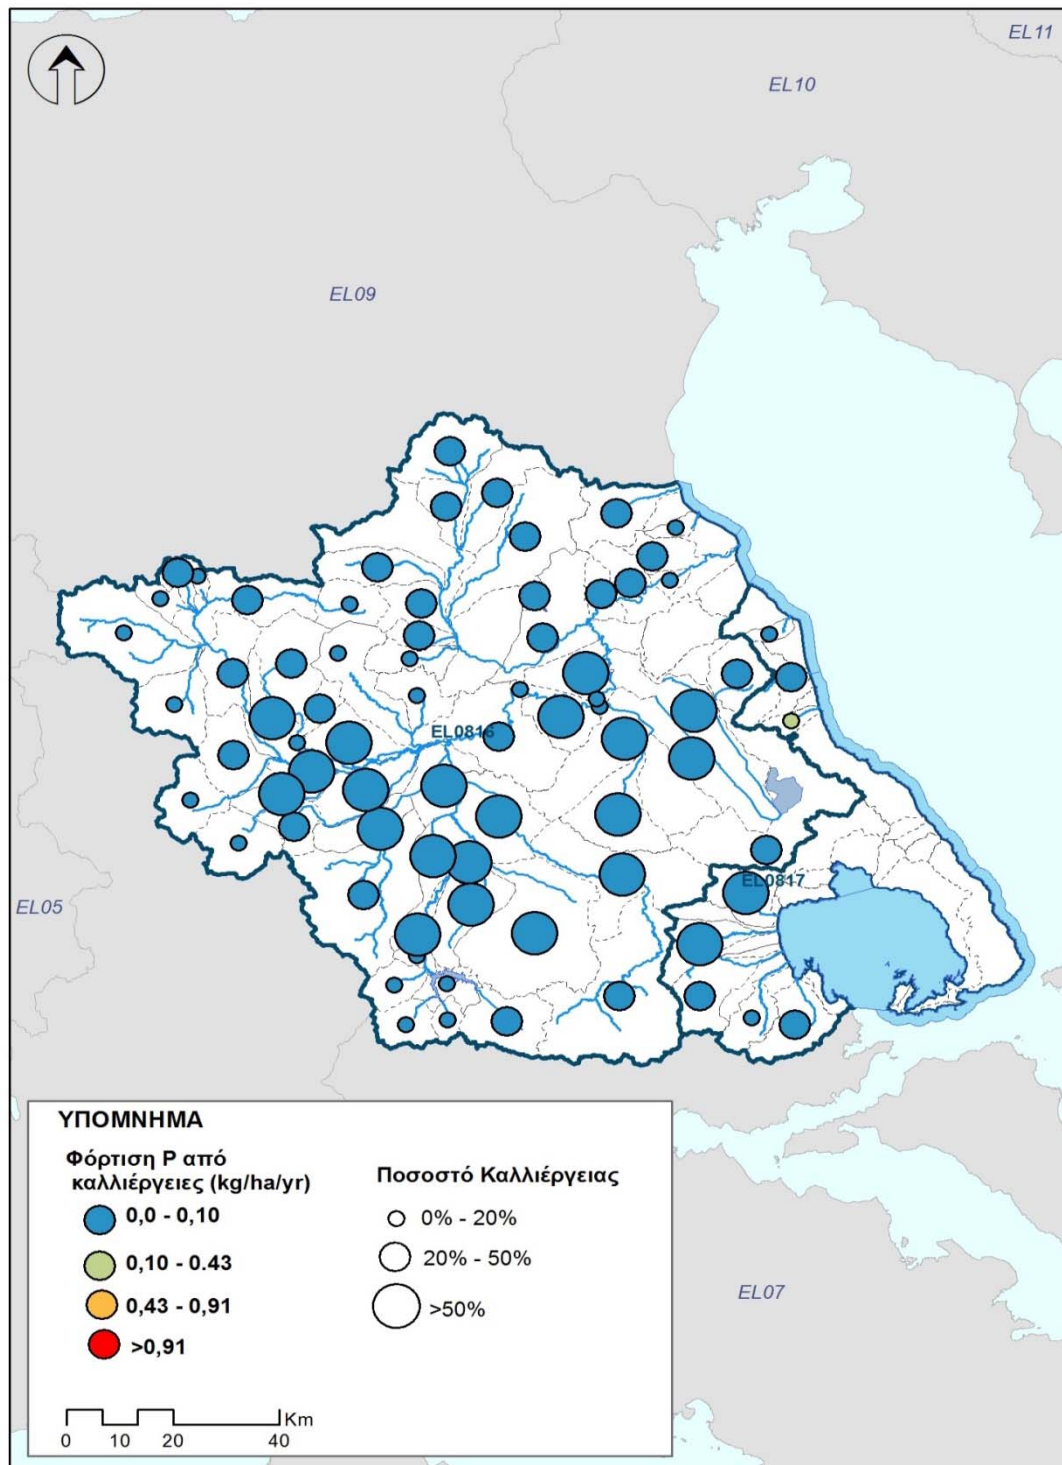 EL11
EL10
EL09
EL0816
EL0817
EL05
EL07
ΥΠΟΜΝΗΜΑ
Φόρτιση P από
καλλιέργειες (kg/ha/yr)
0,0 - 0,10
0,10 - 0.43
0,43 - 0,91
>0,91
Ποσοστό Καλλιέργειας
0% - 20%
20% - 50%
>50%
Km
0 10 20 40